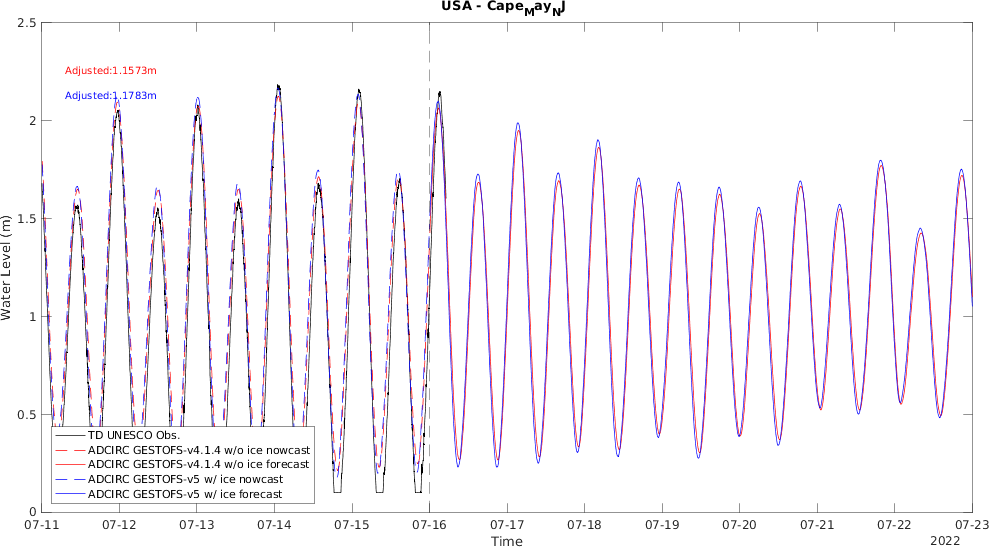 USA - CapeMayNJ
Adjusted:1.1573m
Adjusted:1.1783m
2.5
2
1.5
1
0.5
0
Water Level (m)
TD UNESCO Obs.
ADCIRC GESTOFS-v4.1.4 w/o ice nowcast
ADCIRC GESTOFS-v4.1.4 w/o ice forecast
ADCIRC GESTOFS-v5 w/ ice nowcast
ADCIRC GESTOFS-v5 w/ ice forecast
07-11 07-12 07-13 07-14 07-15 07-16 07-17 07-18 07-19 07-20 07-21 07-22 07-23
Time
2022